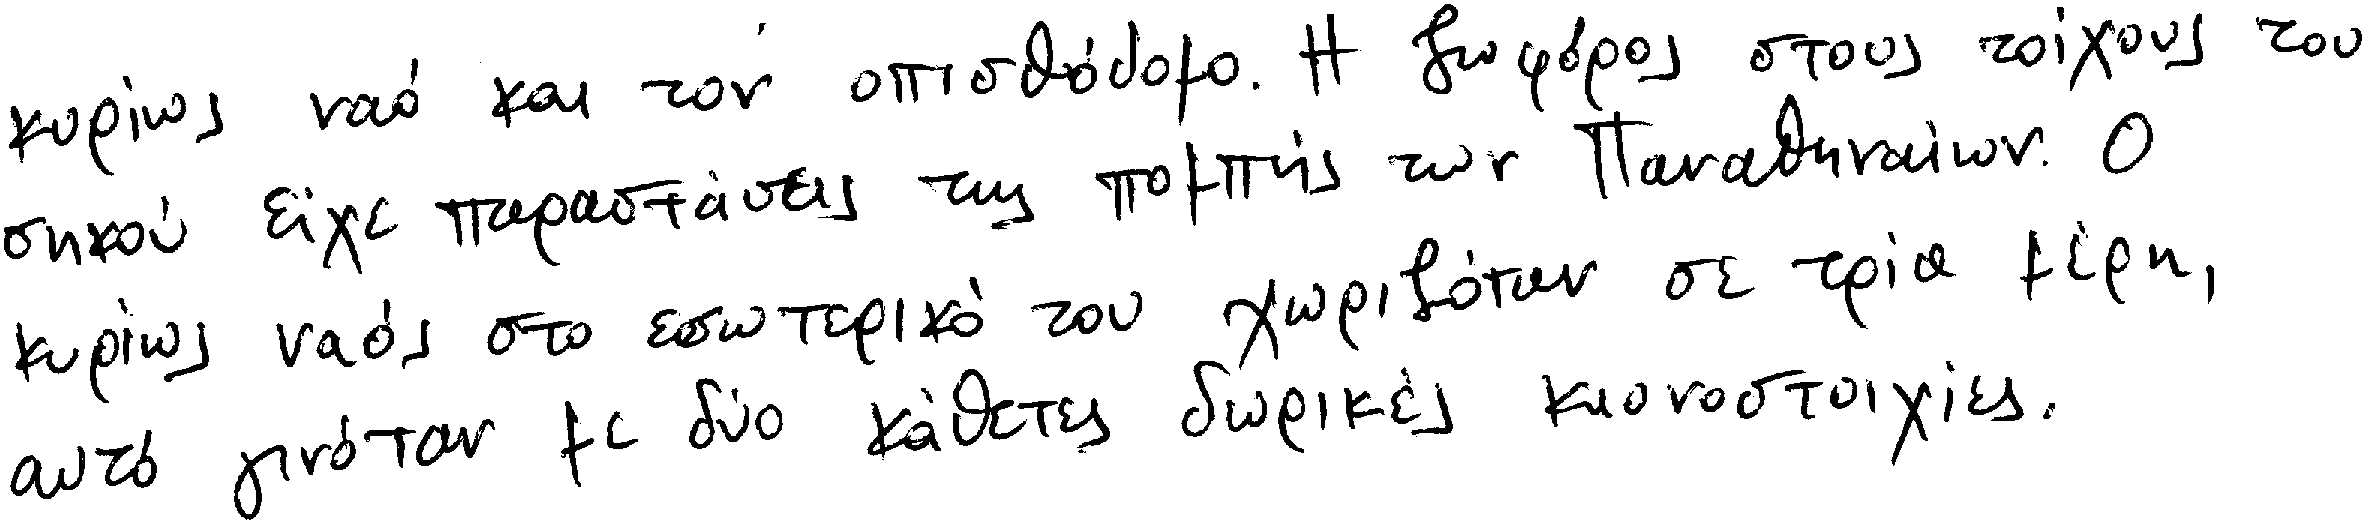 κυρίως ναό και τον οπισθόδομο. Η ζωφόρος στους τοίχους του
σηκού είχε παραστάσεις της πομπής των Παναθηναίων. Ο
κυρίως ναός στο εσωτερικό του χωριζόταν σε τρία μέρη,
αυτό γινόταν με δύο κάθετες δωρικές κιονοστοιχίες.